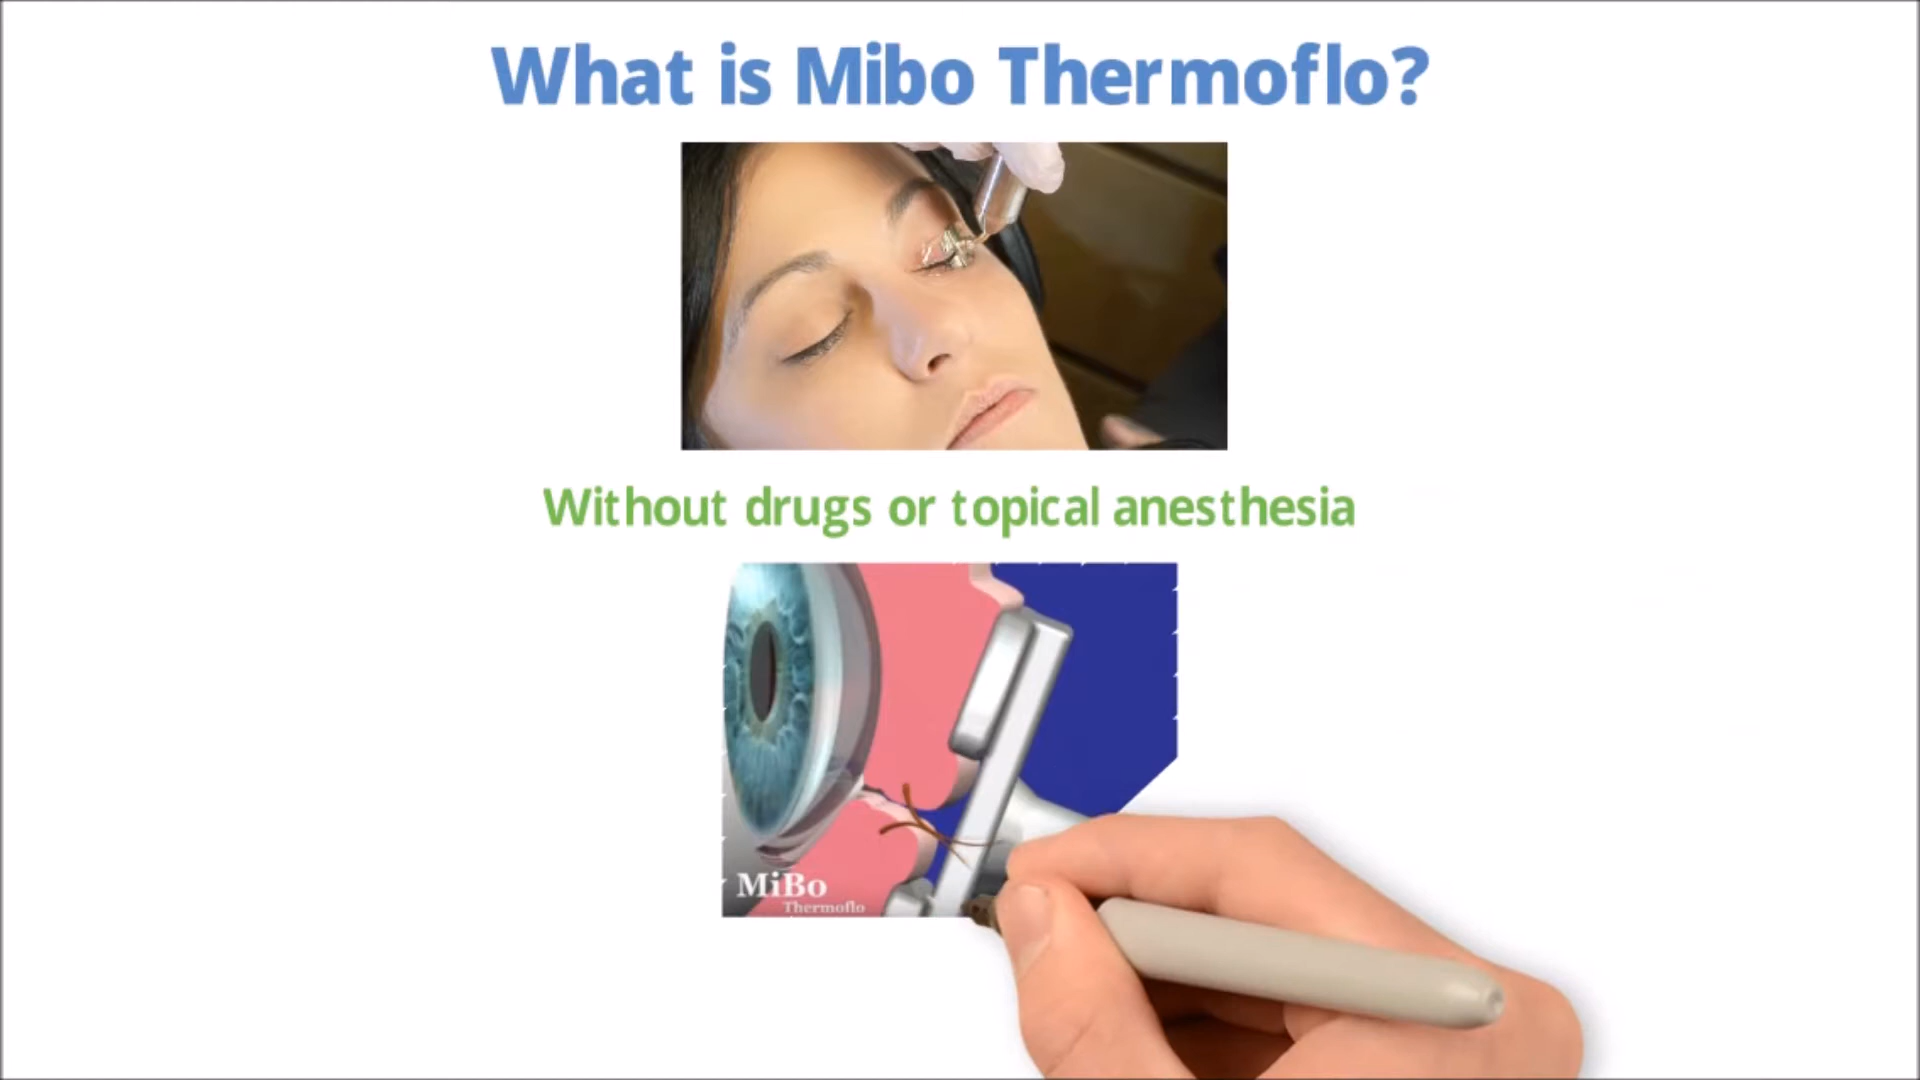 What is Mibo Thermoflo?
Without drugs or topical anesthesia
MiBo
Thermoflo